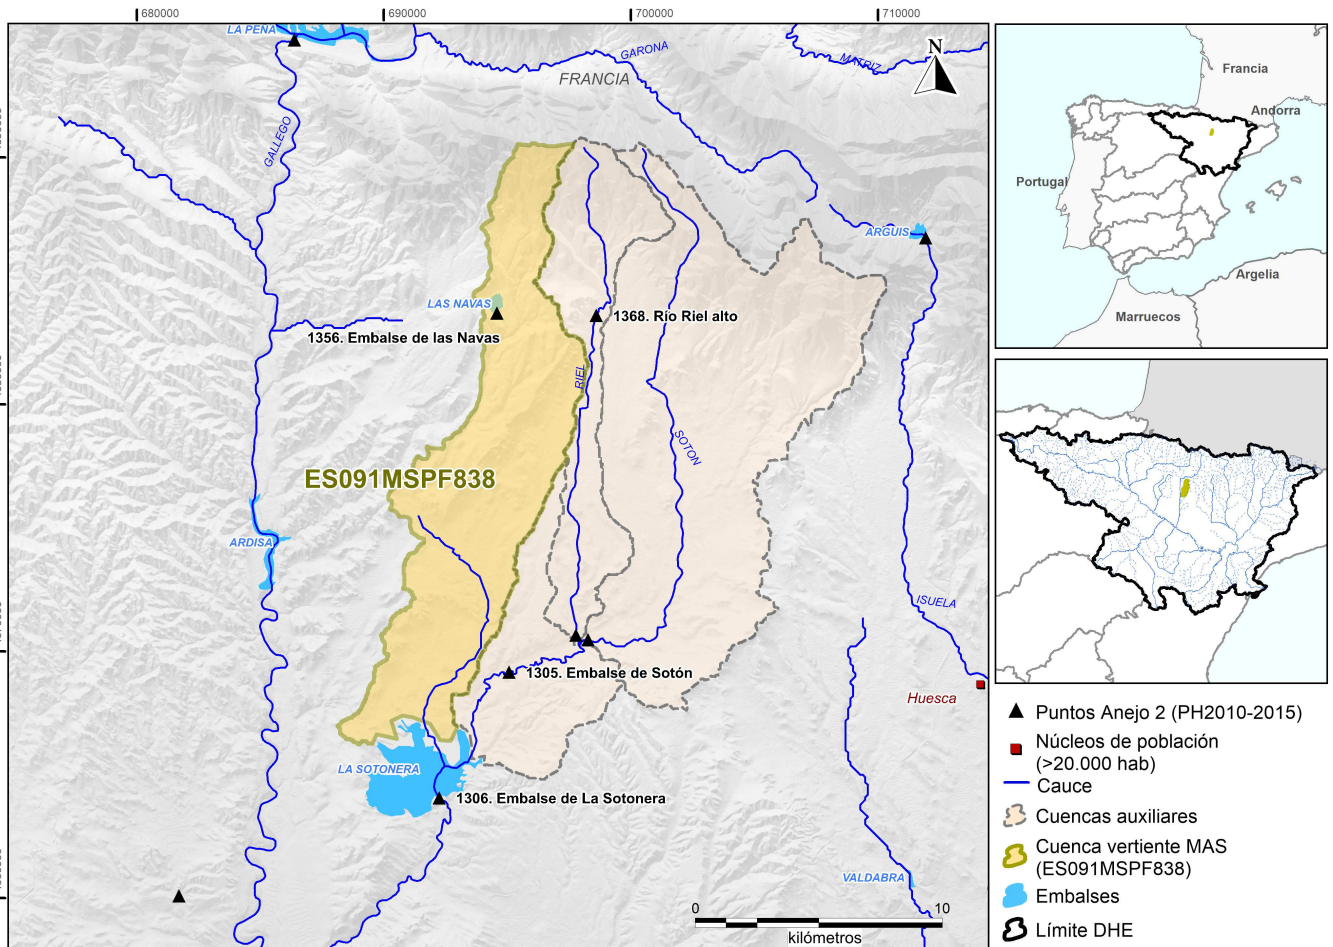 680000
690000
700000
710000
LA PEÑA
GARONA
FRANCIA
MATRIZ
N
GALLEGO
ARGUIS
LAS NAVAS
1356. Embalse de las Navas
1368. Río Riel alto
RIEL
SOTON
ES091MSPF838
ARDISA
ISUELA
1305. Embalse de Sotón
Huesca
LA SOTONERA
1306. Embalse de La Sotonera
VALDABRA
0
10
kilómetros
Francia
Andorra
Portugal
Argelia
Marruecos
Puntos Anejo 2 (PH2010-2015)
Núcleos de población
(>20.000 hab)
Cauce
Cuencas auxiliares
Cuenca vertiente MAS
(ES091MSPF838)
Embalses
Límite DHE